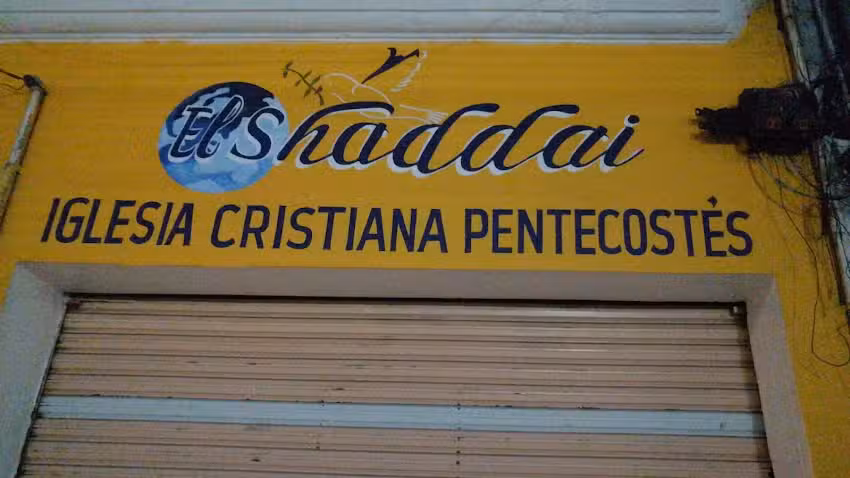 El Shaddai
IGLESIA CRISTIANA PENTECOSTÉS